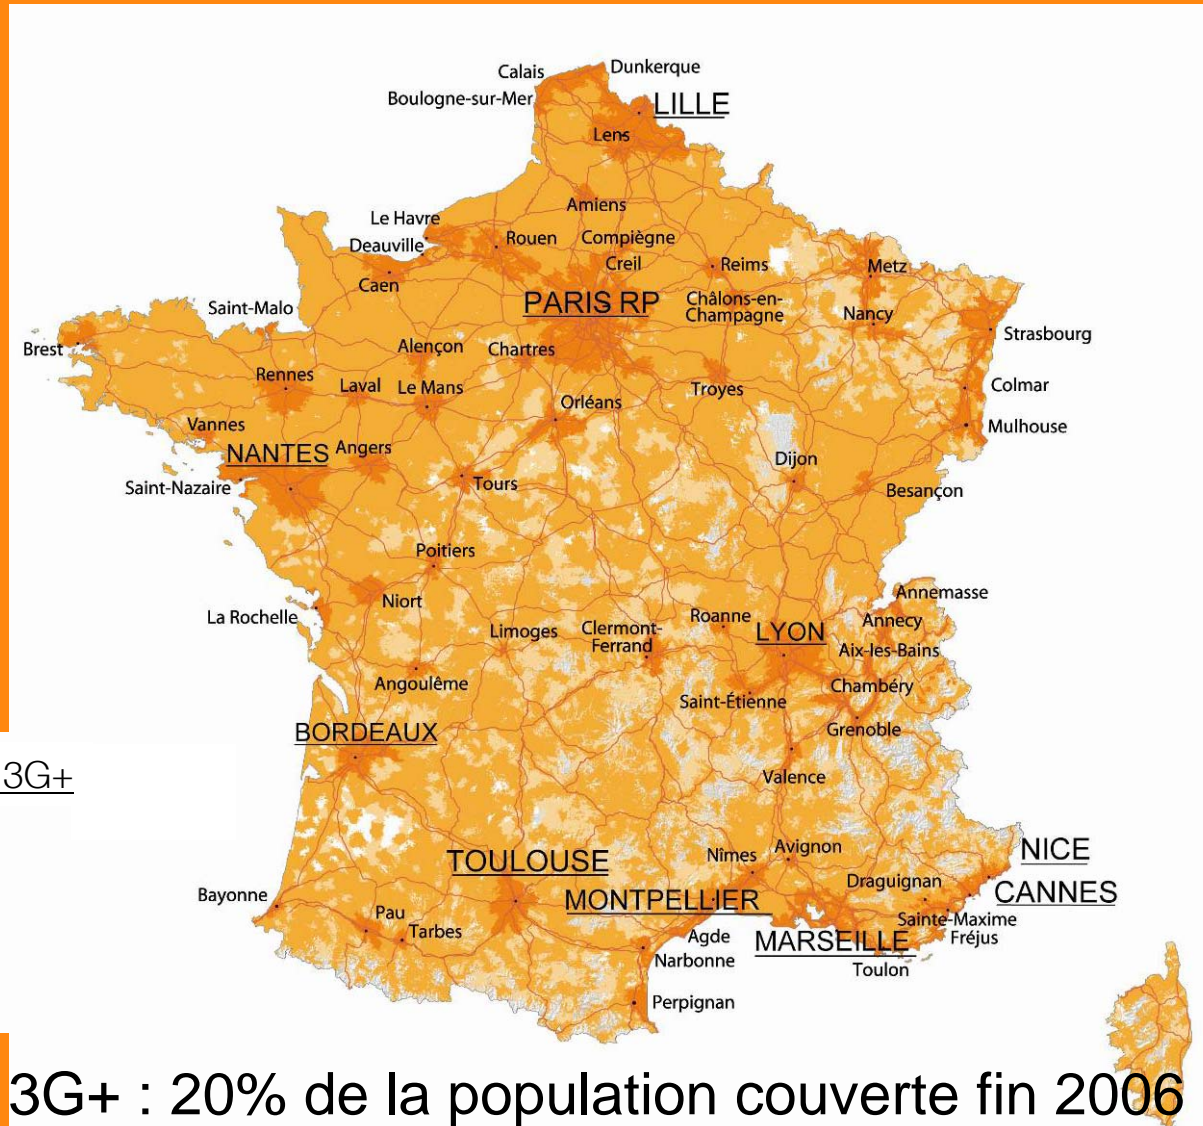 Calais
Dunkerque
Boulogne-sur-Mer
LILLE
Lens
Amiens
Le Havre
Deauville
Rouen
Compiègne
Creil
Reims
Metz
Caen
PARIS RP
Châlons-en-
Champagne
Nancy
Saint-Malo
Strasbourg
Brest
Alençon
Chartres
Rennes
Laval
Le Mans
Troyes
Colmar
Orléans
Vannes
Mulhouse
NANTES
Angers
Dijon
Saint-Nazaire
Tours
Besançon
Poitiers
Annemasse
La Rochelle
Niort
Roanne
Annecy
Limoges
Clermont-
Ferrand
LYON
Aix-les-Bains
Angoulême
Saint-Étienne
Chambéry
BORDEAUX
Grenoble
3G+
Valence
TOULOUSE
Nîmes
Avignon
NICE
Draguignan
CANNES
Bayonne
MONTPELLIER
Pau
Tarbes
Sainte-Maxime
Fréjus
Agde
MARSEILLE
Narbonne
Toulon
Perpignan
3G+ : 20% de la population couverte fin 2006